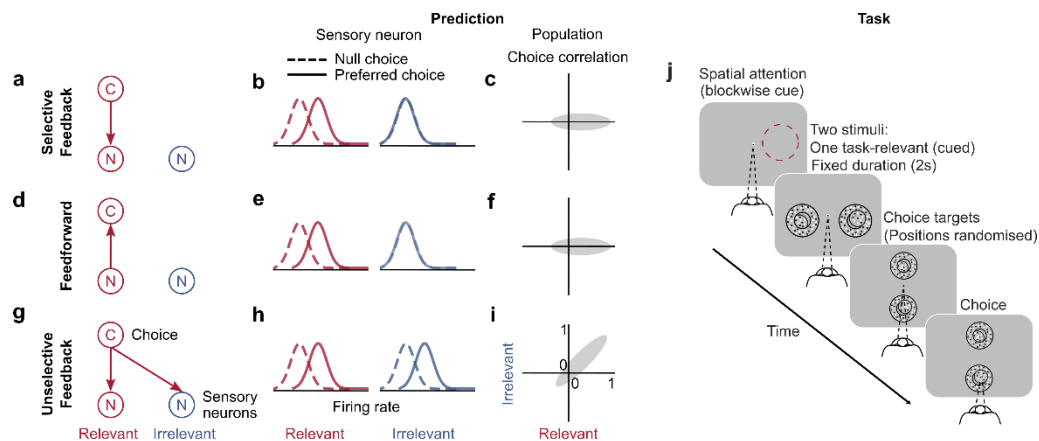 Prediction
Task
Sensory neuron
Population
Null choice
Preferred choice
Choice correlation
a
b
c
j
Selective
Feedback
C
N
N
Spatial attention
(blockwise cue)
Two stimuli:
One task-relevant (cued)
Fixed duration (2s)
d
e
f
Feedforward
C
N
N
Choice targets
(Positions randomised)
g
h
i
Unselective
Feedback
C
Choice
N
N
Sensory
neurons
Firing rate
1
0
0
1
Irrelevant
Time
Choice
Relevant
Irrelevant
Relevant
Irrelevant
Relevant